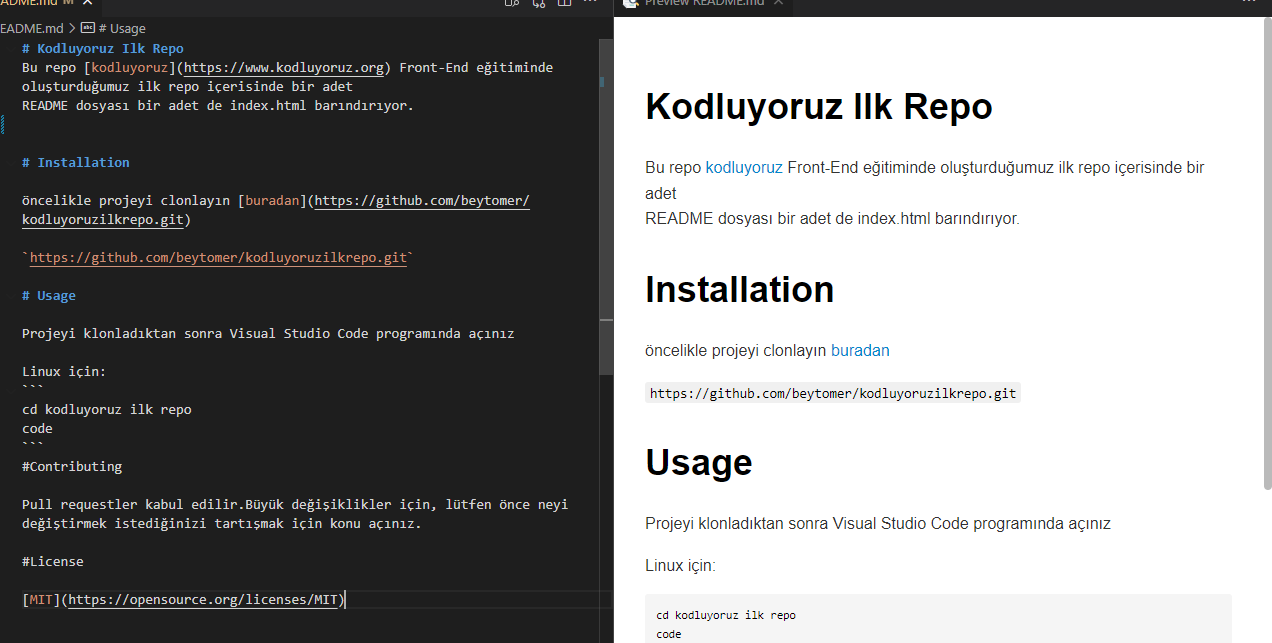 README.md M
Preview README.md
EADME.md > # Usage
# Kodluyoruz Ilk Repo
Bu repo [kodluyoruz](https://www.kodluyoruz.org) Front-End eğitiminde
oluşturduğumuz ilk repo içerisinde bir adet
README dosyası bir adet de index.html barındırıyor.
# Installation
öncelikle projeyi clonlayın [buradan](https://github.com/beytomer/
kodluyoruzilkrepo.git)
`https://github.com/beytomer/kodluyoruzilkrepo.git`
# Usage
Projeyi klonladıktan sonra Visual Studio Code programında açınız
Linux için:
```
cd kodluyoruz ilk repo
code
```
#Contributing
Pull requestler kabul edilir.Büyük değişiklikler için, lütfen önce neyi
değiştirmek istediğinizi tartışmak için konu açınız.
#License
[MIT](https://opensource.org/licenses/MIT)
Kodluyoruz Ilk Repo
Bu repo kodluyoruz Front-End eğitiminde oluşturduğumuz ilk repo içerisinde bir
adet
README dosyası bir adet de index.html barındırıyor.
Installation
öncelikle projeyi clonlayın buradan
https://github.com/beytomer/kodluyoruzilkrepo.git
Usage
Projeyi klonladıktan sonra Visual Studio Code programında açınız
Linux için:
cd kodluyoruz ilk repo
code